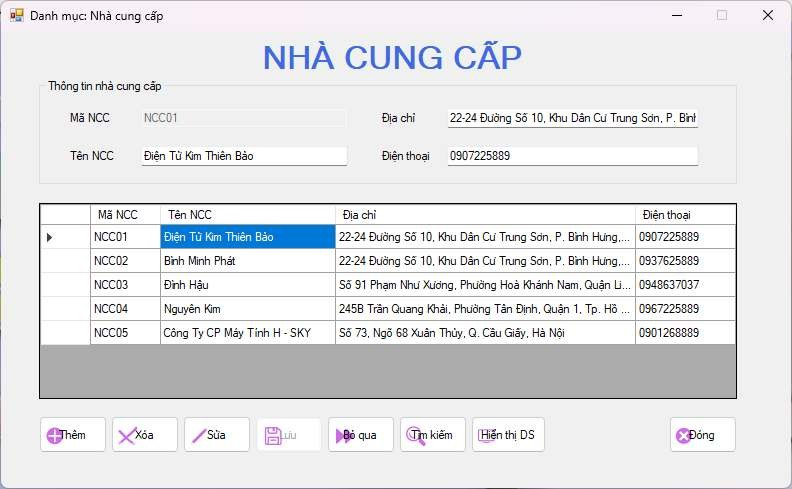 Danh mục: Nhà cung cấp
NHÀ CUNG CẤP
Thông tin nhà cung cấp
Mã NCC NCC01 Địa chỉ 22-24 Đường Số 10, Khu Dân Cư Trung Sơn, P. Bình
Tên NCC Điện Tử Kim Thiên Bảo Điện thoại 0907225889
Mã NCC Tên NCC Địa chỉ Điện thoại
NCC01 Điện Tử Kim Thiên Bảo 22-24 Đường Số 10, Khu Dân Cư Trung Sơn, P. Bình Hưng,... 0907225889
NCC02 Bình Minh Phát 22-24 Đường Số 10, Khu Dân Cư Trung Sơn, P. Bình Hưng,... 0937625889
NCC03 Đình Hậu Số 91 Phạm Như Xương, Phường Hoà Khánh Nam, Quận Li... 0948637037
NCC04 Nguyên Kim 245B Trần Quang Khải, Phường Tân Định, Quận 1, Tp. Hồ ... 0967225889
NCC05 Công Ty CP Máy Tính H - SKY Số 73, Ngõ 68 Xuân Thủy, Q. Cầu Giấy, Hà Nội 0901268889
Thêm Xóa Sửa Lưu Bỏ qua Tìm kiếm Hiển thị DS Đóng